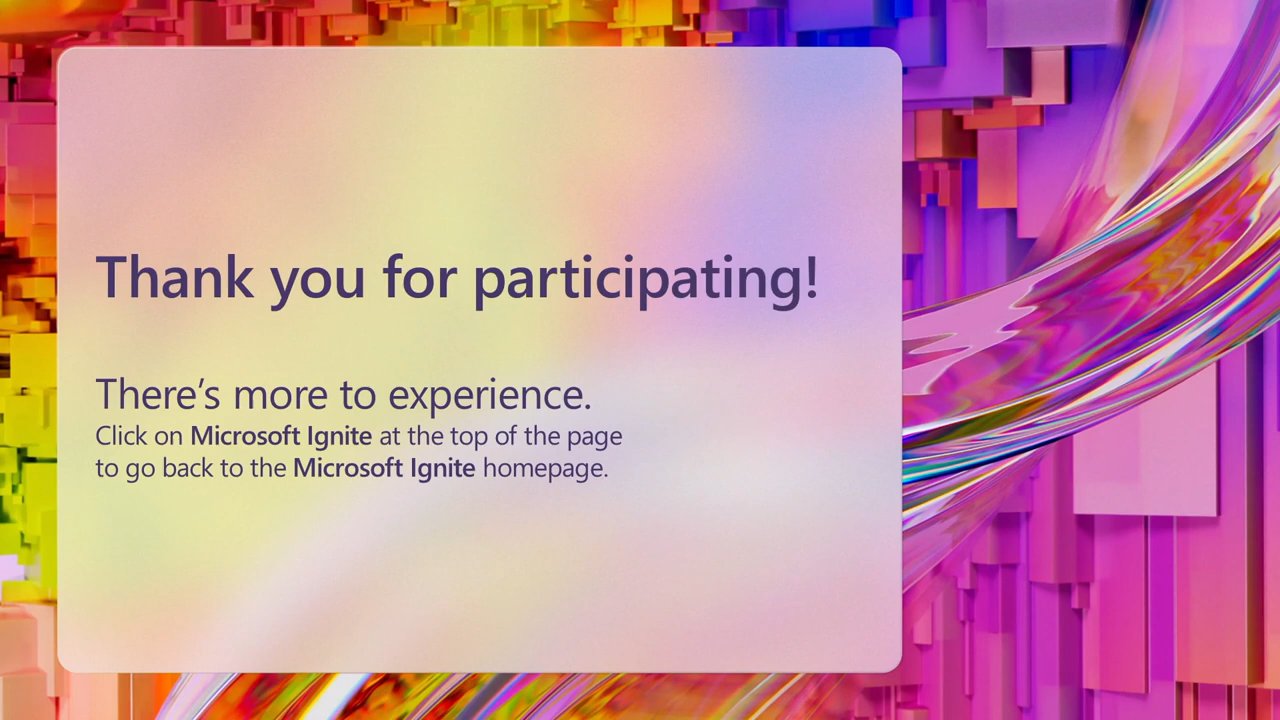 Thank you for participating!
There’s more to experience.
Click on Microsoft Ignite at the top of the page
to go back to the Microsoft Ignite homepage.